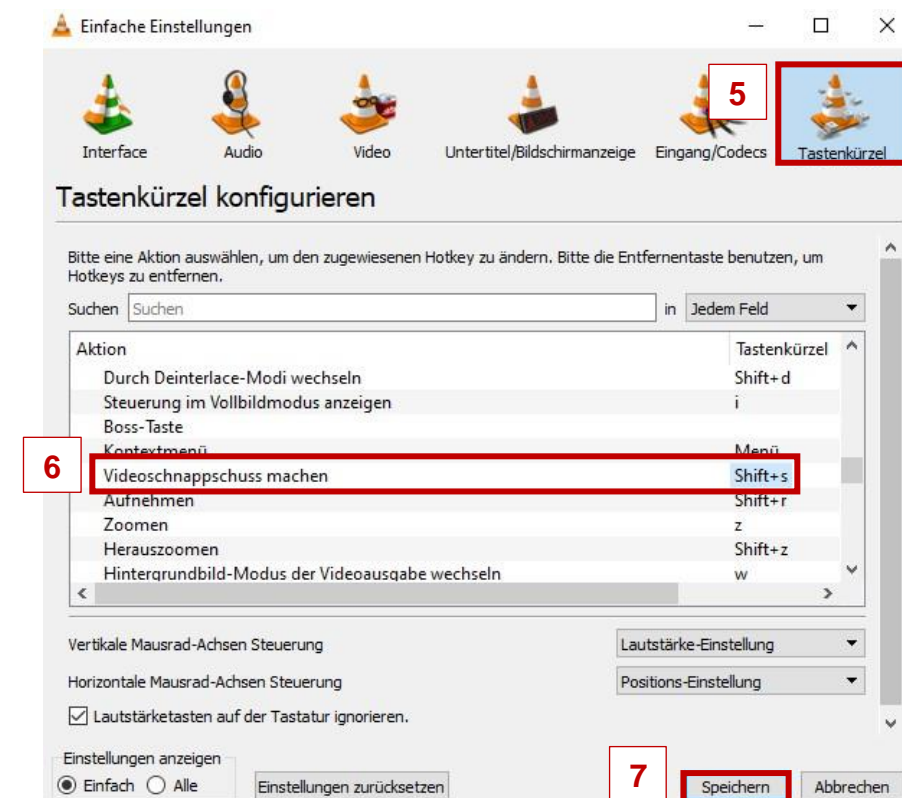 Einfache Einstellungen
5
Interface Audio Video Untertitel/Bildschirmanzeige Eingang/Codecs Tastenkürzel
Tastenkürzel konfigurieren
Bitte eine Aktion auswählen, um den zugewiesenen Hotkey zu ändern. Bitte die Entfernentaste benutzen, um
Hotkeys zu entfernen.
Suchen Suchen in Jedem Feld
Aktion Tastenkürzel
Durch Deinterlace-Modi wechseln Shift+d
Steuerung im Vollbildmodus anzeigen i
Boss-Taste
Kontextmenü Menü
6
Videoschnappschuss machen Shift+s
Aufnehmen Shift+r
Zoomen z
Herauszoomen Shift+z
Hintergrundbild-Modus der Videoausgabe wechseln w
Vertikale Mausrad-Achsen Steuerung Lautstärke-Einstellung
Horizontale Mausrad-Achsen Steuerung Positions-Einstellung
Lautstärketasten auf der Tastatur ignorieren.
Einstellungen anzeigen
7
Einfach Alle Einstellungen zurücksetzen Speichern Abbrechen